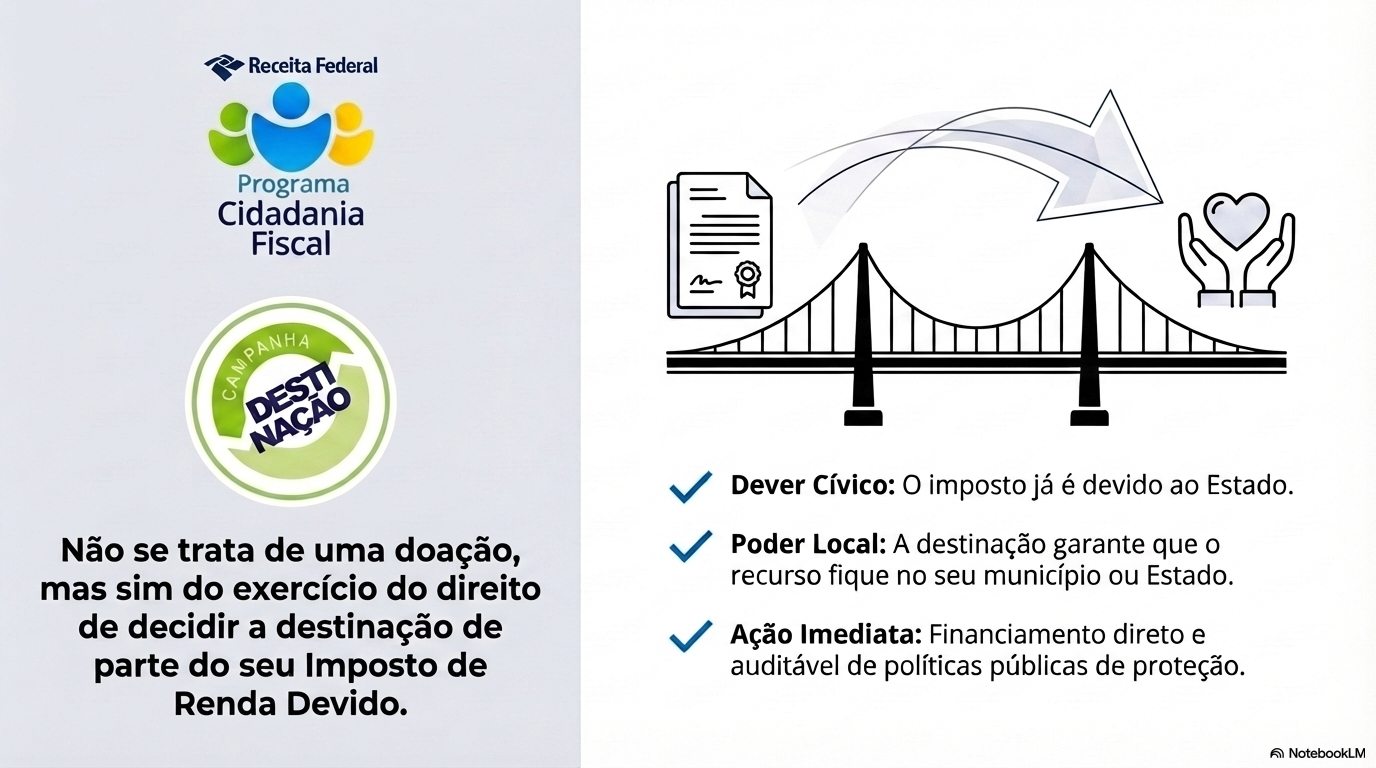 Receita Federal
Programa
Cidadania
Fiscal
CAMPANHA
DESTI
NAÇÃO
Não se trata de uma doação,
mas sim do exercício do direito
de decidir a destinação de
parte do seu Imposto de
Renda Devido.
Dever Cívico: O imposto já é devido ao Estado.
Poder Local: A destinação garante que o
recurso fique no seu município ou Estado.
Ação Imediata: Financiamento direto e
auditável de políticas públicas de proteção.
NotebookLM